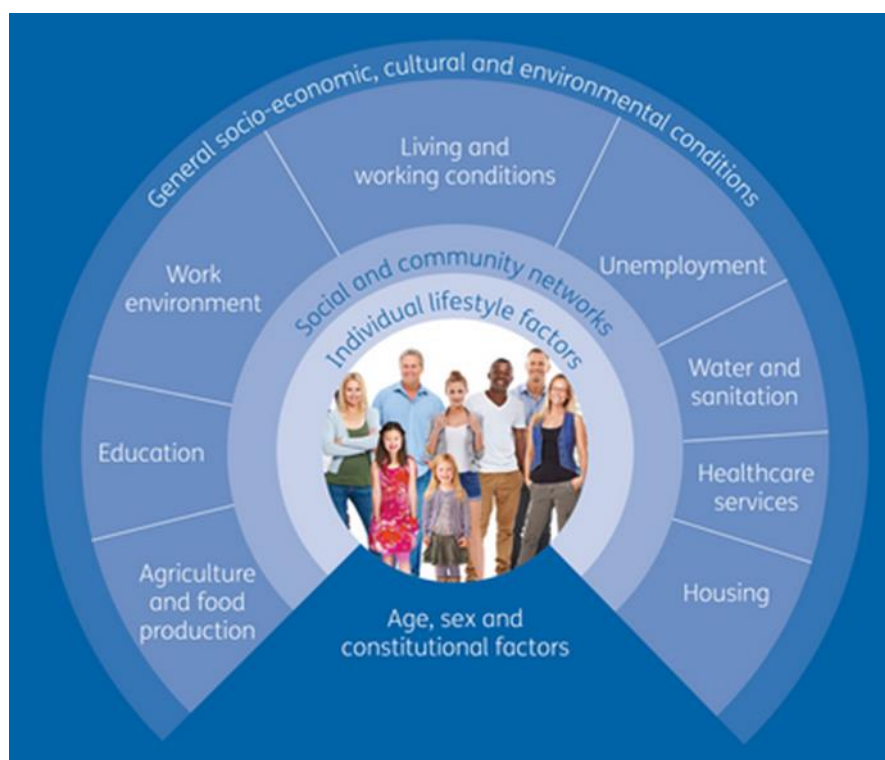 General socio-economic, cultural and environmental conditions
Living and
working conditions
Work
environment
Unemployment
Social and community networks
Individual lifestyle factors
Water and
sanitation
Education
Healthcare
services
Agriculture
and food
production
Housing
Age, sex and
constitutional factors